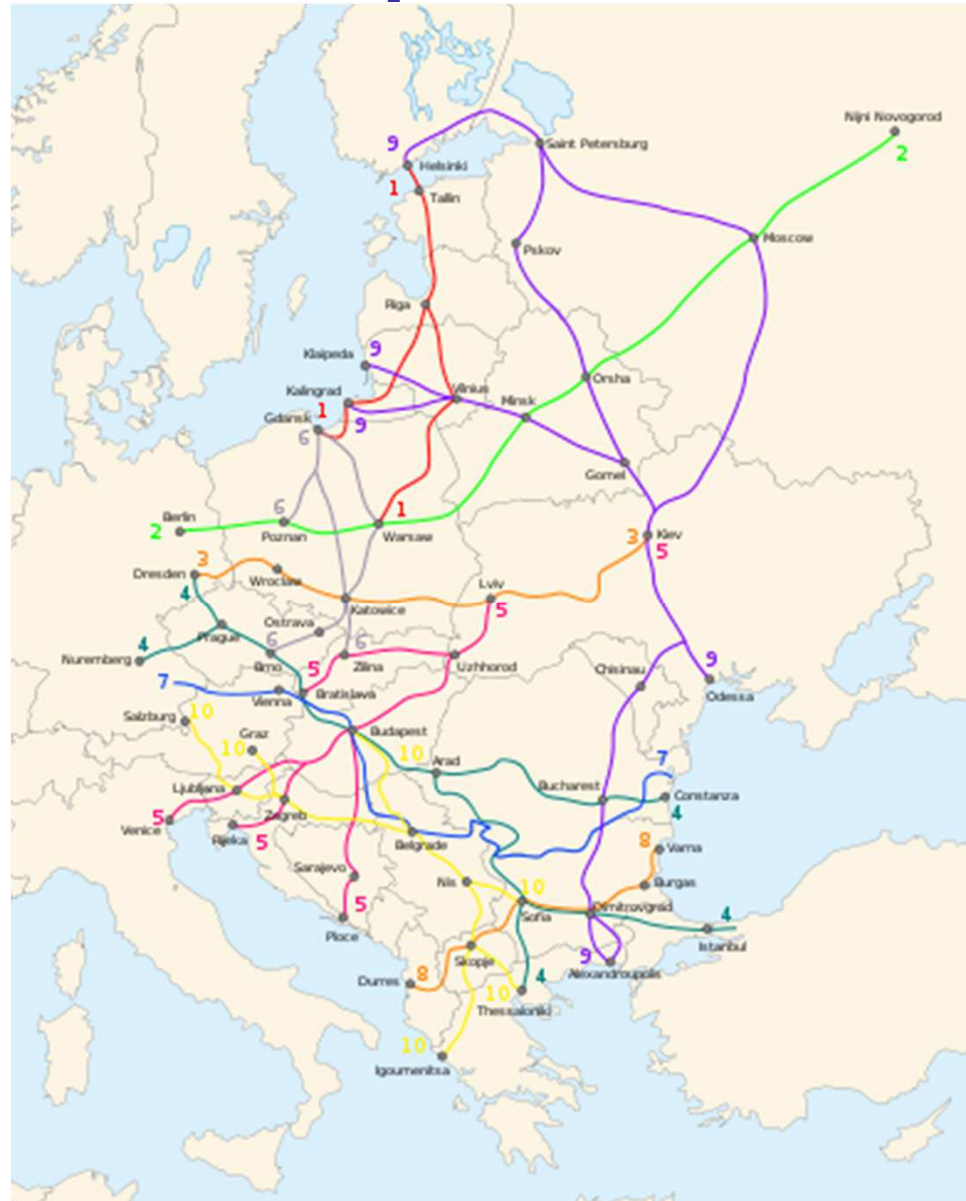 Nijni Novogorod
2
9
Saint Petersburg
Helsinki
1
Tallin
Moscow
Pskov
Riga
Klaipeda
9
Orsha
Kalingrad
Vilnius
Minsk
1
Gdansk
9
6
Gomel
6
1
Berlin
2
Poznan
Warsaw
3
Kiev
5
3
Dresden
Wroclaw
Lviv
4
Katowice
5
Ostrava
Prague
4
6
6
Nuremberg
Brno
5
Zilina
Uzhhorod
Chisinau
9
7
Vienna
Bratislava
Odessa
Salzburg
10
Graz
Budapest
10
10
Arad
7
Ljubljana
Bucharest
Constanza
5
Zagreb
4
Venice
Rijeka
5
Belgrade
8
Varna
Sarajevo
Nis
10
Burgas
5
Sofia
Dimitrovgrad
4
Ploce
Istanbul
Skopje
9
Alexandroupolis
Durres
8
4
10
Thessaloniki
10
Igoumenitsa